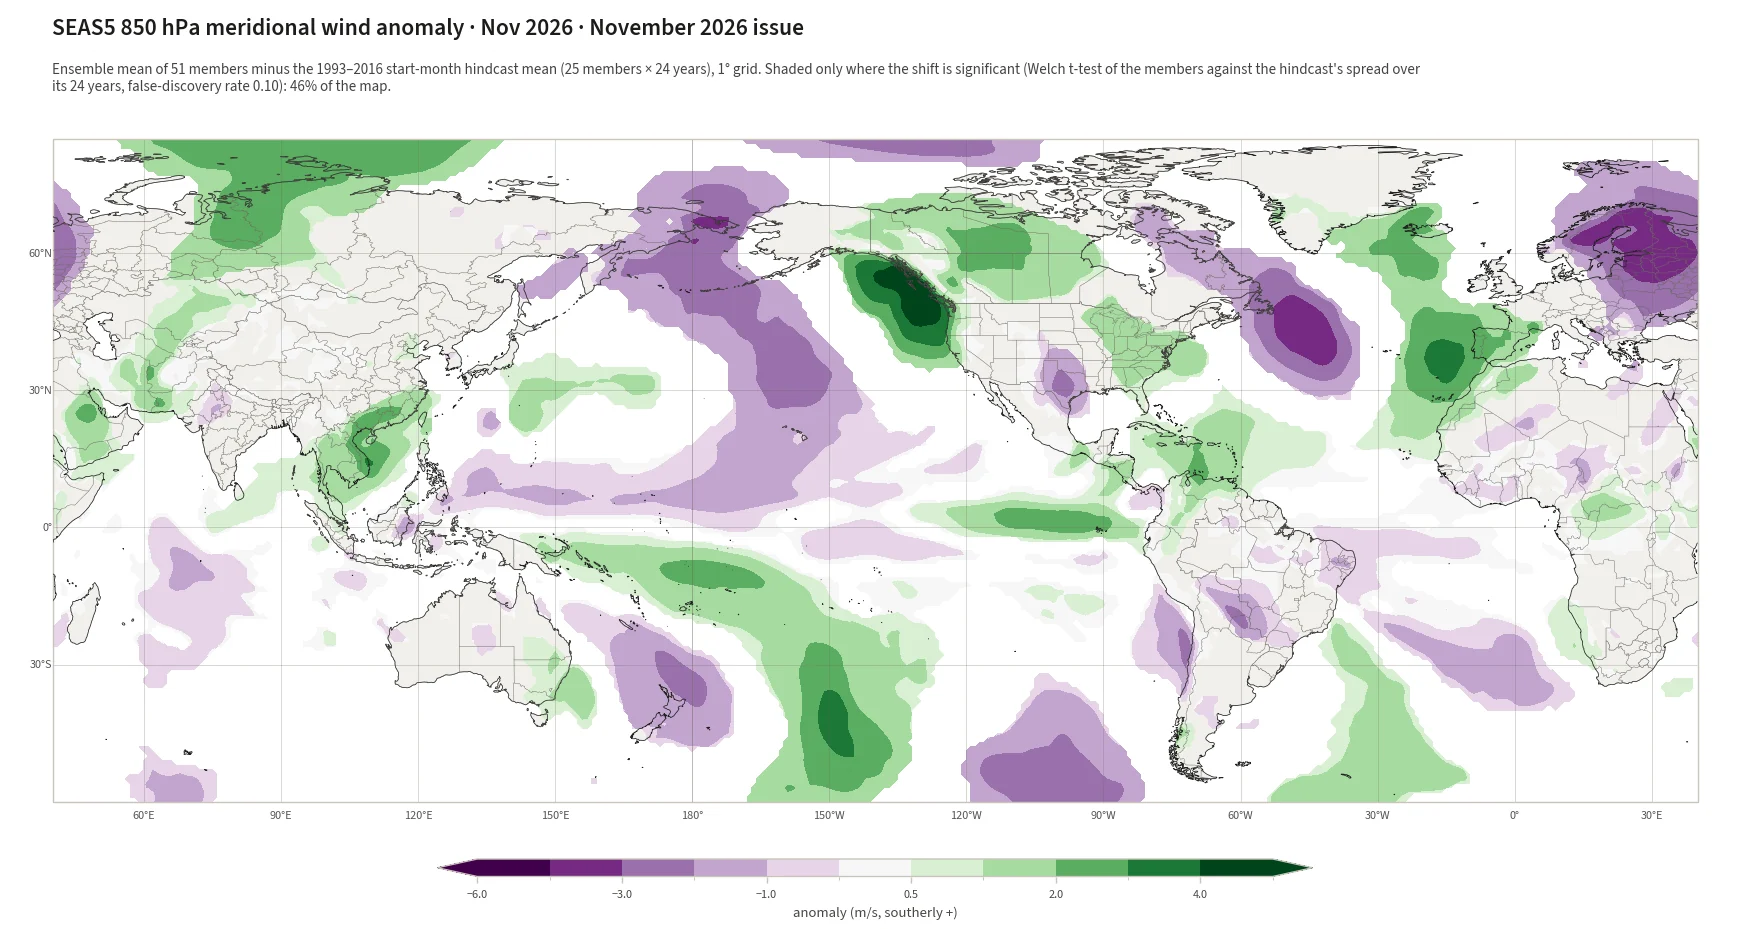 SEAS5 850 hPa meridional wind anomaly · Nov 2026 · November 2026 issue
Ensemble mean of 51 members minus the 1993–2016 start-month hindcast mean (25 members × 24 years), 1° grid. Shaded only where the shift is significant (Welch t-test of the members against the hindcast's spread over
its 24 years, false-discovery rate 0.10): 46% of the map.
60°N
30°N
0°
30°S
60°E 90°E 120°E 150°E 180° 150°W 120°W 90°W 60°W 30°W 0° 30°E
−6.0 −3.0 −1.0 0.5 2.0 4.0
anomaly (m/s, southerly +)